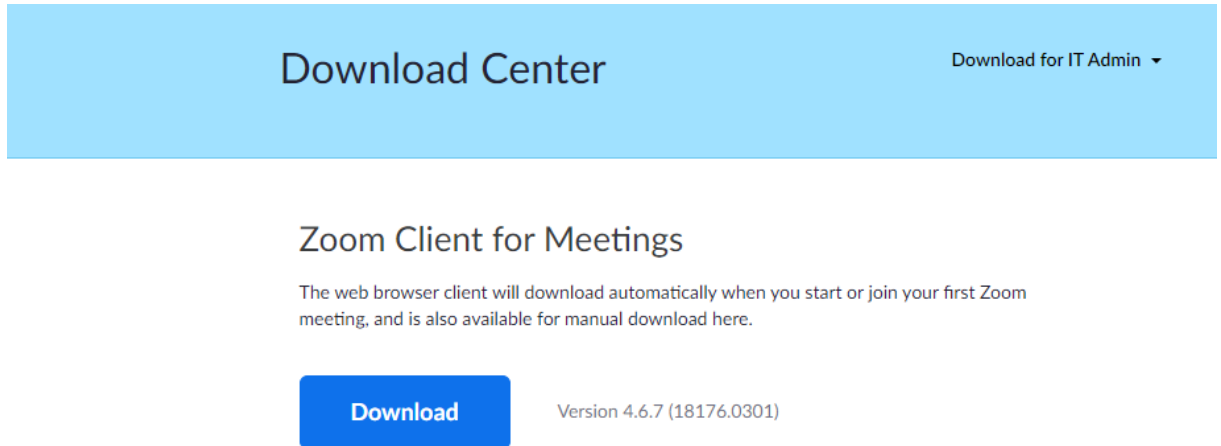 Download Center
Download for IT Admin
Zoom Client for Meetings
The web browser client will download automatically when you start or join your first Zoom
meeting, and is also available for manual download here.
Download
Version 4.6.7 (18176.0301)